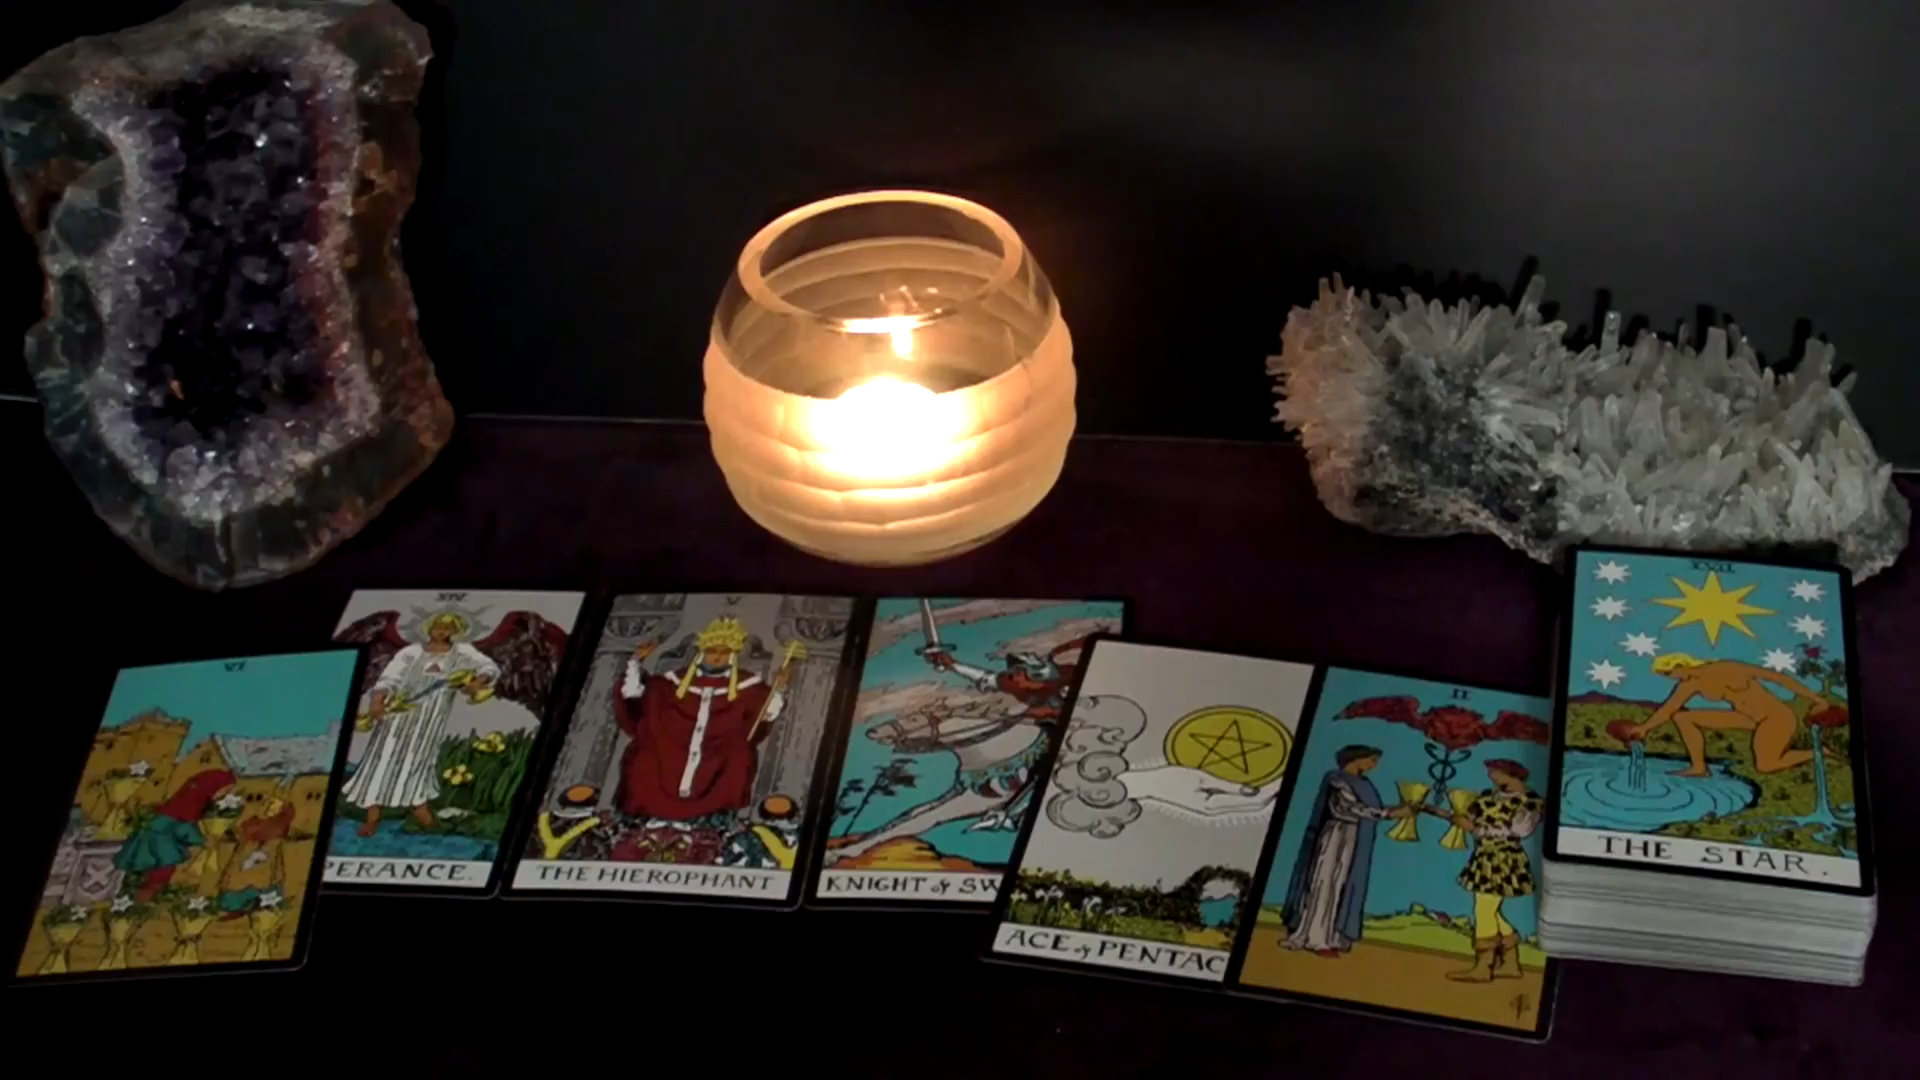 VI
XIV
PERANCE.
V
THE HIEROPHANT
KNIGHT of SW
ACE of PENTAC
II
XVII
THE STAR.